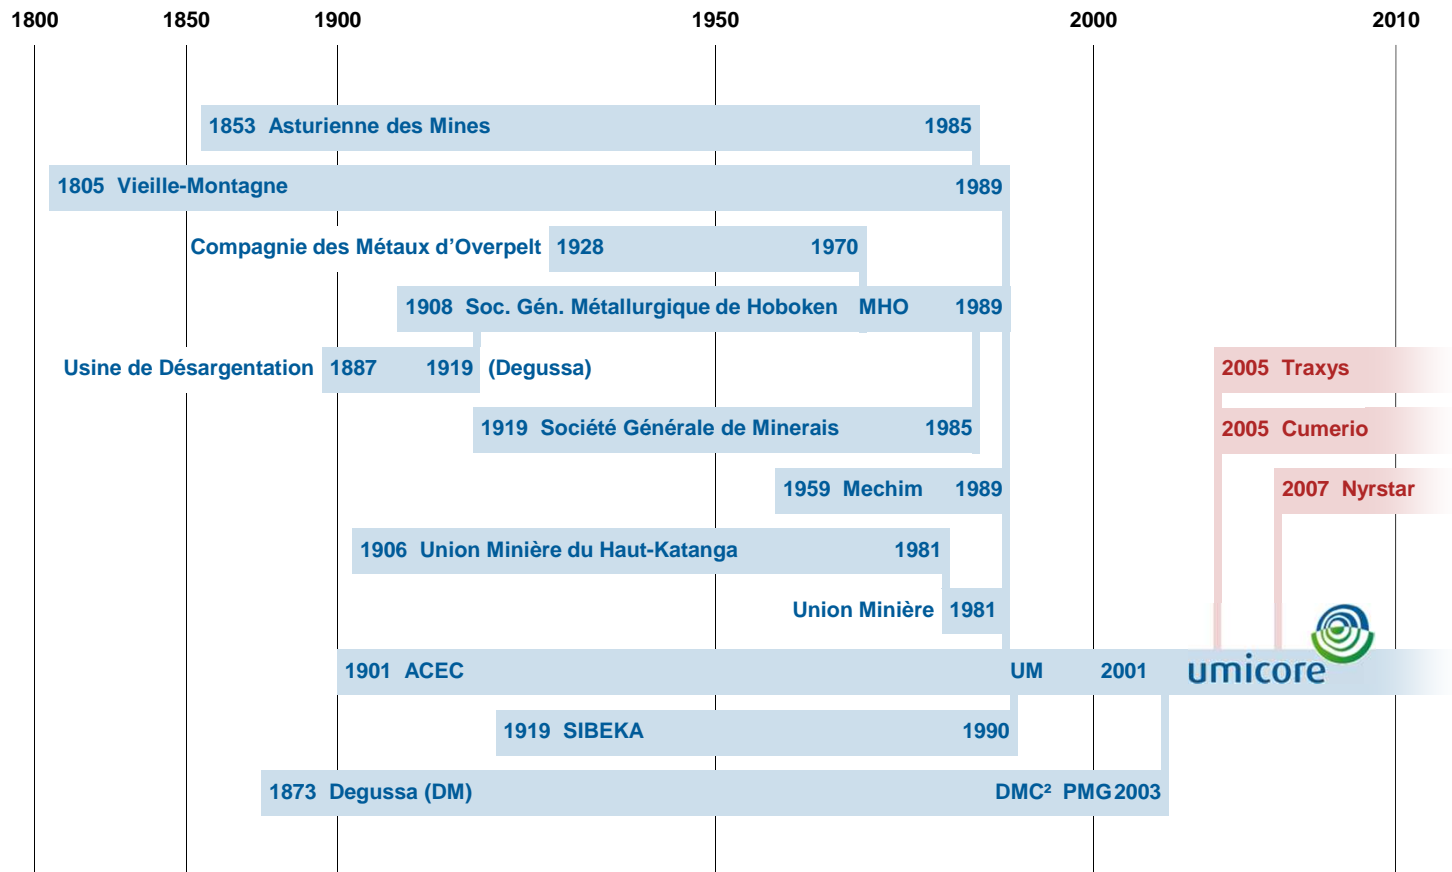 1800 1850 1900 1950 2000 2010
1853 Asturienne des Mines 1985
1805 Vieille-Montagne 1989
Compagnie des Métaux d’Overpelt 1928 1970
1908 Soc. Gén. Métallurgique de Hoboken MHO 1989
Usine de Désargentation 1887 1919 (Degussa) 2005 Traxys
1919 Société Générale de Minerais 1985 2005 Cumerio
1959 Mechim 1989 2007 Nyrstar
1906 Union Minière du Haut-Katanga 1981
Union Minière 1981
1901 ACEC UM 2001 umicore
1919 SIBEKA 1990
1873 Degussa (DM) DMC² PMG 2003